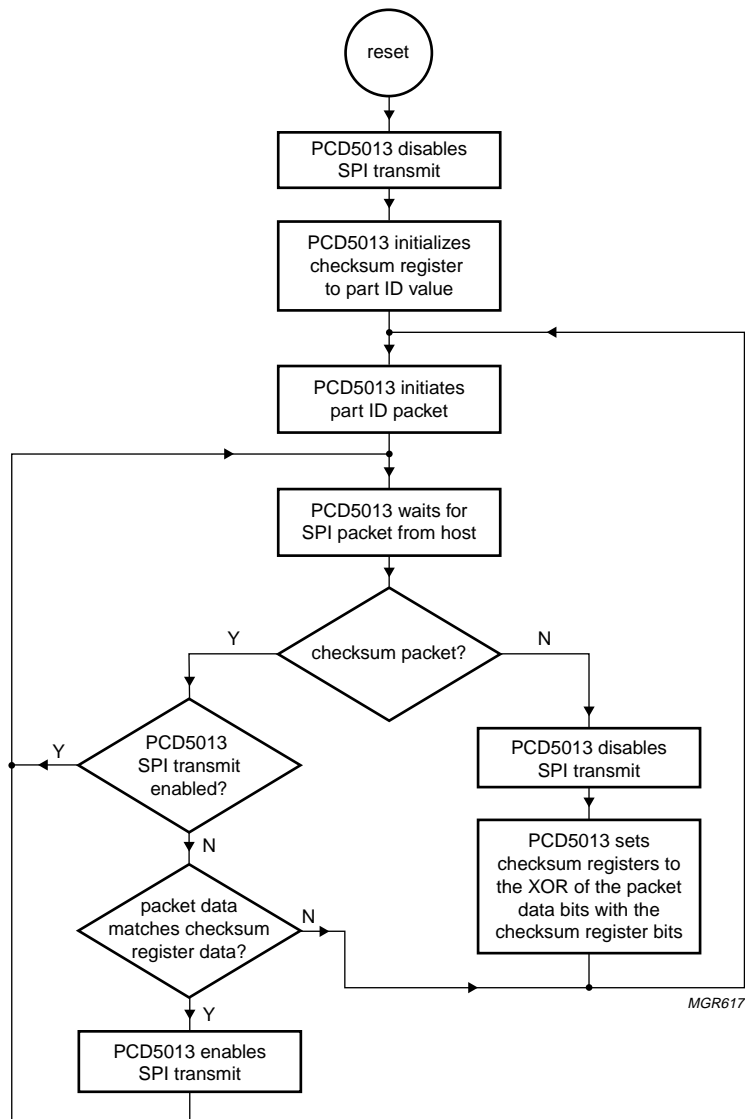 reset
PCD5013 disables
SPI transmit
PCD5013 initializes
checksum register
to part ID value
PCD5013 initiates
part ID packet
PCD5013 waits for
SPI packet from host
checksum packet?
Y
N
PCD5013
SPI transmit
enabled?
Y
N
PCD5013 disables
SPI transmit
PCD5013 sets
checksum registers to
the XOR of the packet
data bits with the
checksum register bits
packet data
matches checksum
register data?
N
Y
PCD5013 enables
SPI transmit
MGR617